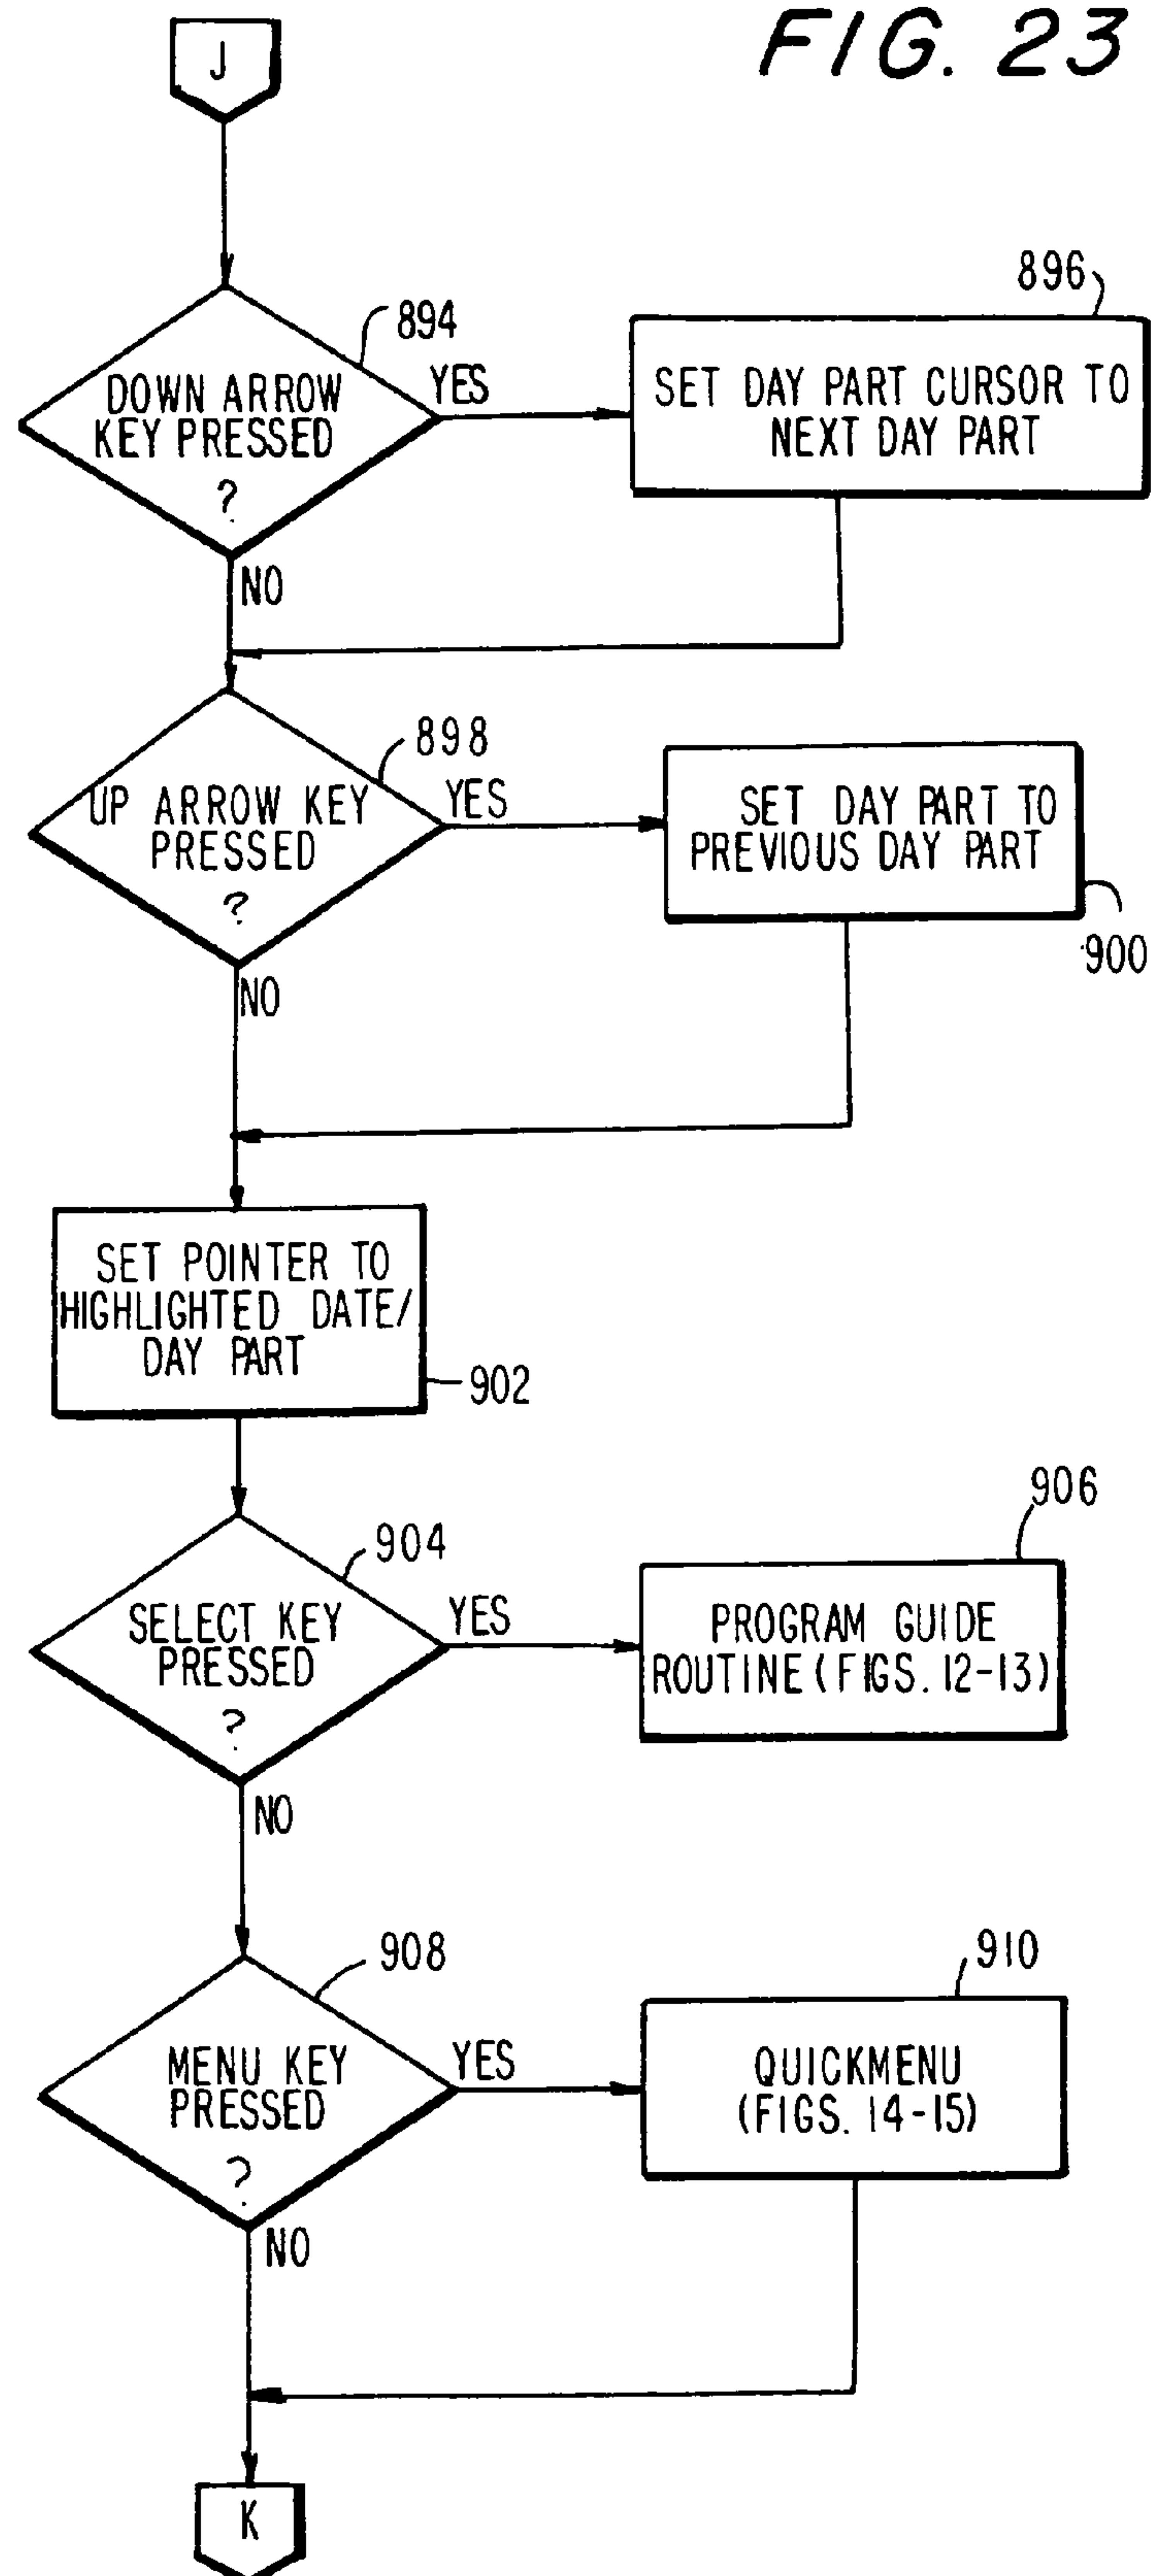 FIG. 23
J
894
DOWN ARROW
KEY PRESSED
?
YES
NO
896
SET DAY PART CURSOR TO
NEXT DAY PART
898
UP ARROW KEY
PRESSED
?
YES
NO
SET DAY PART TO
PREVIOUS DAY PART
900
SET POINTER TO
HIGHLIGHTED DATE/
DAY PART
902
904
SELECT KEY
PRESSED
?
YES
NO
906
PROGRAM GUIDE
ROUTINE (FIGS. 12-13)
908
MENU KEY
PRESSED
?
YES
NO
910
QUICKMENU
(FIGS. 14-15)
K